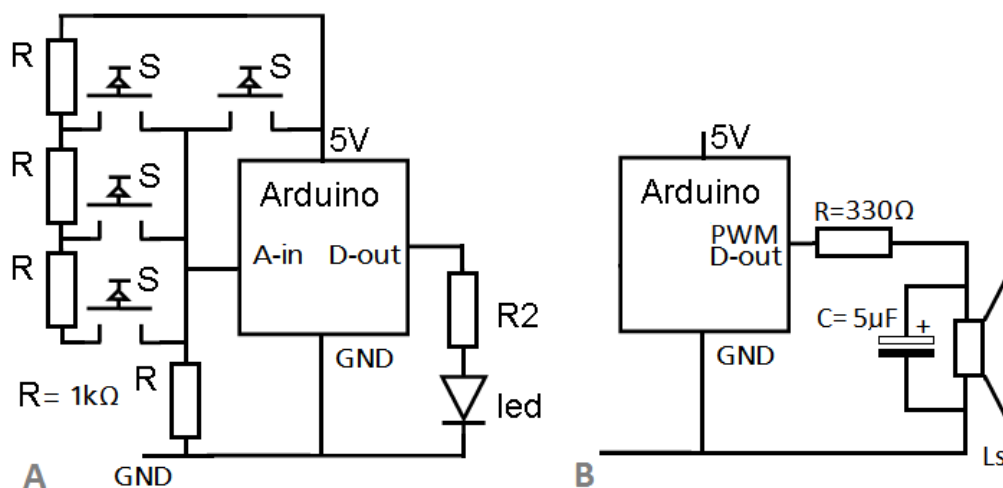 R
S
S
5V
Arduino
R
S
A-in D-out
R
S
R2
GND
R
R = 1kΩ
led
GND
A
5V
Arduino
R=330Ω
PWM
D-out
C= 5µF
+
GND
Ls
B